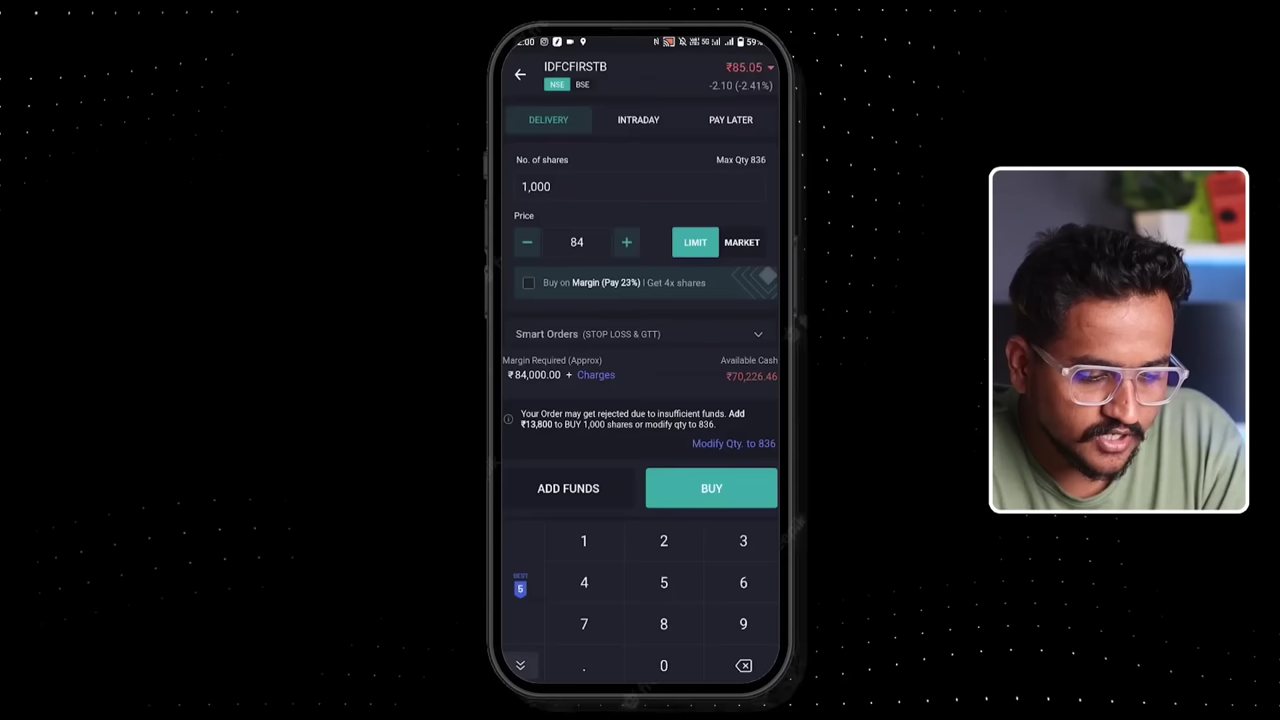 :00
59%
IDFCFIRSTB
₹85.05
NSE BSE
-2.10 (-2.41%)
DELIVERY INTRADAY PAY LATER
No. of shares Max Qty 836
1,000
Price
− 84 + LIMIT MARKET
Buy on Margin (Pay 23%) | Get 4x shares
Smart Orders (STOP LOSS & GTT)
Margin Required (Approx) Available Cash
₹84,000.00 + Charges ₹70,226.46
Your Order may get rejected due to insufficient funds. Add
₹13,800 to BUY 1,000 shares or modify qty to 836.
Modify Qty. to 836
ADD FUNDS BUY
1 2 3
BEST
5
4 5 6
7 8 9
. 0